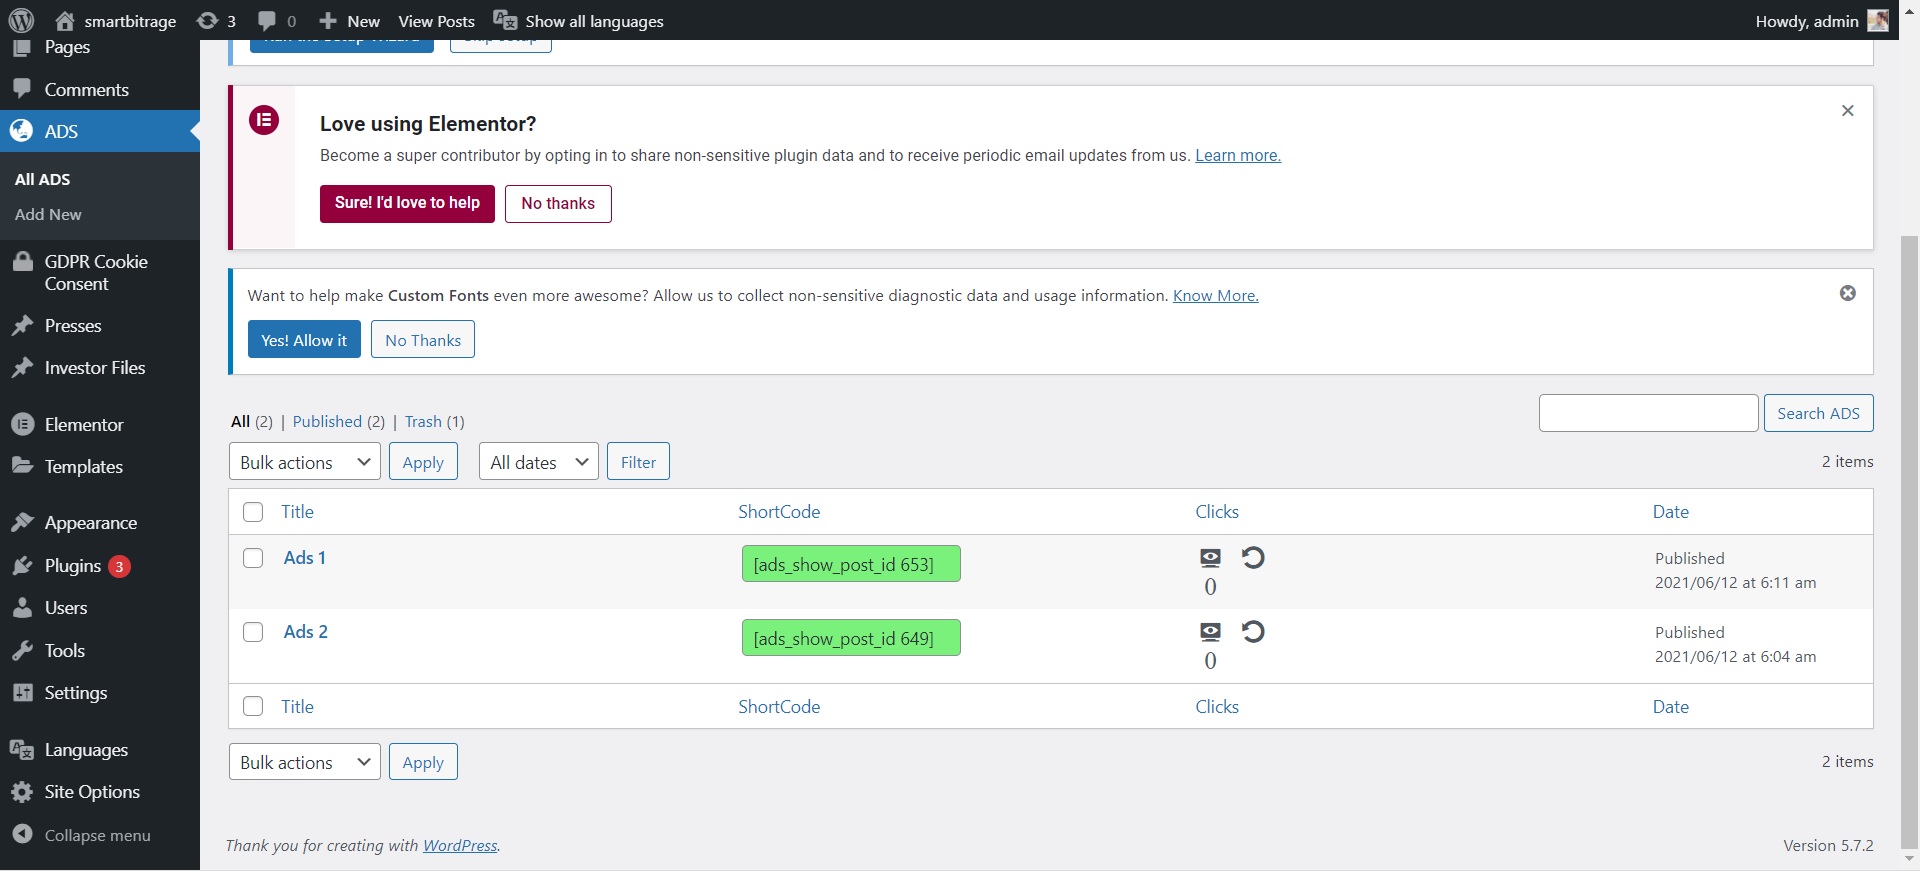 smartbitrage 3 0 New View Posts Show all languages Howdy, admin
Pages
Comments
ADS
All ADS
Add New
GDPR Cookie
Consent
Presses
Investor Files
Elementor
Templates
Appearance
Plugins 3
Users
Tools
Settings
Languages
Site Options
Collapse menu
Love using Elementor?
Become a super contributor by opting in to share non-sensitive plugin data and to receive periodic email updates from us. Learn more.
Sure! I'd love to help No thanks
Want to help make Custom Fonts even more awesome? Allow us to collect non-sensitive diagnostic data and usage information. Know More.
Yes! Allow it No Thanks
All (2) | Published (2) | Trash (1) Search ADS
Bulk actions Apply All dates Filter 2 items
Title ShortCode Clicks Date
Ads 1 [ads_show_post_id 653] Published
0 2021/06/12 at 6:11 am
Ads 2 [ads_show_post_id 649] Published
0 2021/06/12 at 6:04 am
Title ShortCode Clicks Date
Bulk actions Apply 2 items
Thank you for creating with WordPress. Version 5.7.2